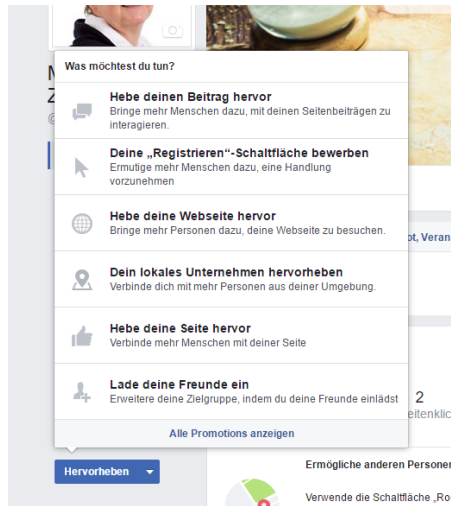 Was möchtest du tun?
Hebe deinen Beitrag hervor
Bringe mehr Menschen dazu, mit deinen Seitenbeiträgen zu
interagieren.
Deine „Registrieren“-Schaltfläche bewerben
Ermutige mehr Menschen dazu, eine Handlung
vorzunehmen
Hebe deine Webseite hervor
Bringe mehr Personen dazu, deine Webseite zu besuchen.
Dein lokales Unternehmen hervorheben
Verbinde dich mit mehr Personen aus deiner Umgebung.
Hebe deine Seite hervor
Verbinde mehr Menschen mit deiner Seite
Lade deine Freunde ein
Erweitere deine Zielgruppe, indem du deine Freunde einlädst
Alle Promotions anzeigen
Hervorheben
ot, Verans
2
eitenklic
Ermögliche anderen Personen
Verwende die Schaltfläche „Ro